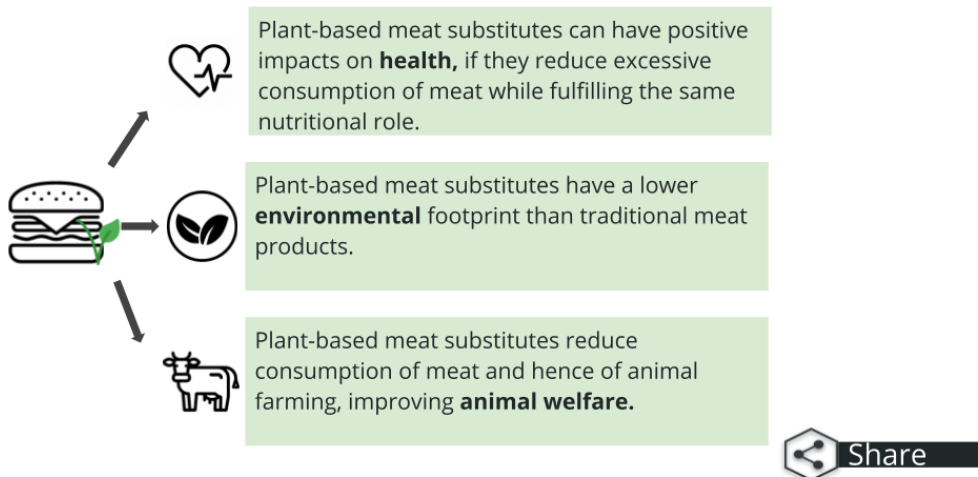 Plant-based meat substitutes can have positive
impacts on health, if they reduce excessive
consumption of meat while fulfilling the same
nutritional role.
Plant-based meat substitutes have a lower
environmental footprint than traditional meat
products.
Plant-based meat substitutes reduce
consumption of meat and hence of animal
farming, improving animal welfare.
Share